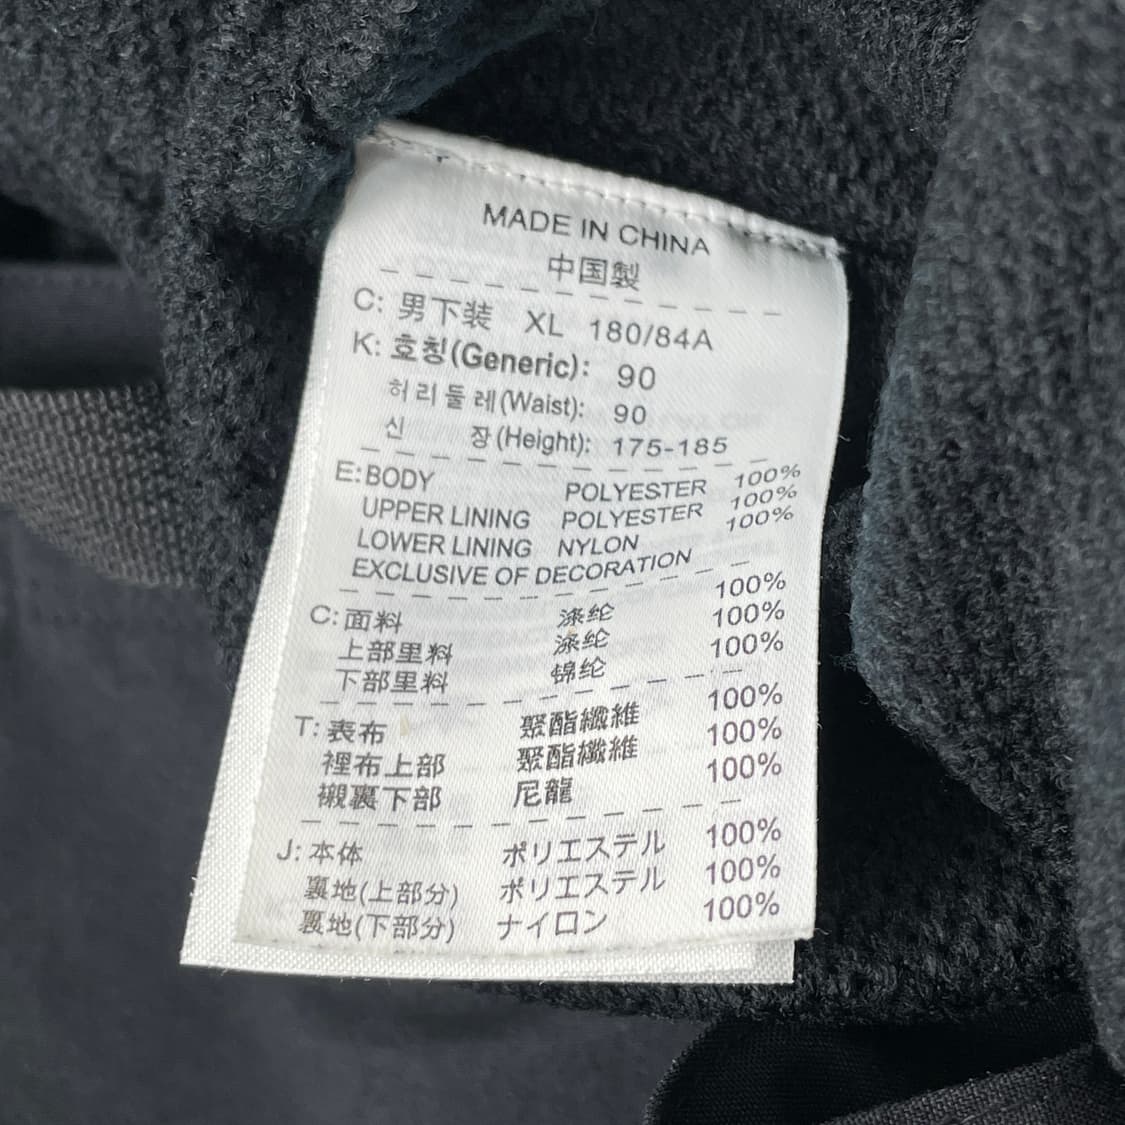 MADE IN CHINA
中国製
C: 男下装 XL 180/84A
K: 호칭(Generic): 90
허리둘레(Waist): 90
신 장(Height): 175-185
E: BODY POLYESTER 100%
UPPER LINING POLYESTER 100%
LOWER LINING NYLON 100%
EXCLUSIVE OF DECORATION
C: 面料 涤纶 100%
上部里料 涤纶 100%
下部里料 锦纶 100%
T: 表布 聚酯纖維 100%
裡布上部 聚酯纖維 100%
襯裏下部 尼龍 100%
J: 本体 ポリエステル 100%
裏地(上部分) ポリエステル 100%
裏地(下部分) ナイロン 100%